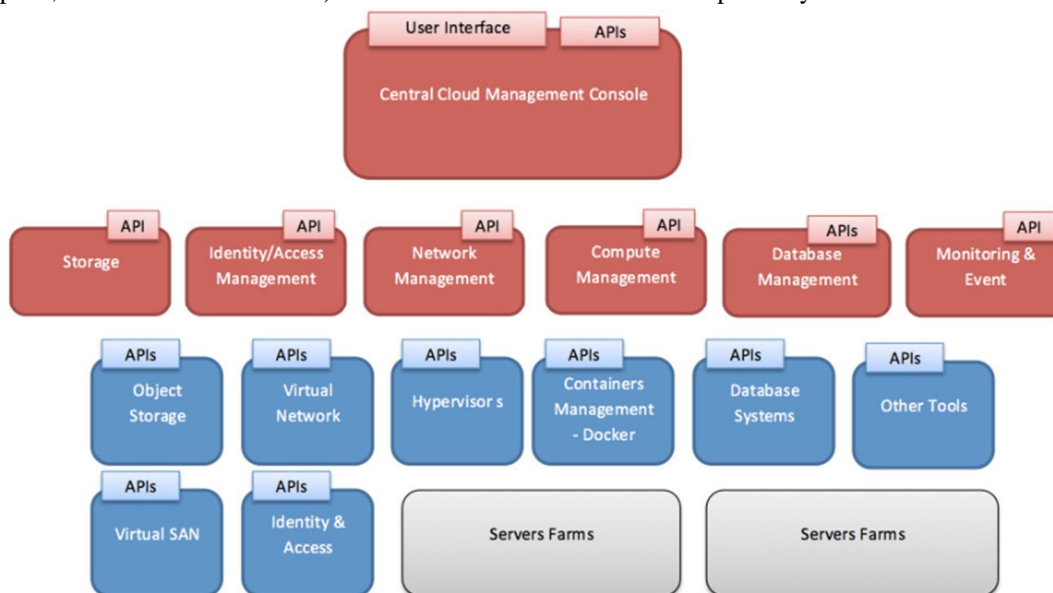 User Interface
APIs
Central Cloud Management Console
API
API
API
API
APIs
API
Storage
Identity/Access
Management
Network
Management
Compute
Management
Database
Management
Monitoring &
Event
APIs
APIs
APIs
APIs
APIs
APIs
Object
Storage
Virtual
Network
Hypervisor s
Containers
Management
- Docker
Database
Systems
Other Tools
APIs
APIs
Virtual SAN
Identity &
Access
Servers Farms
Servers Farms